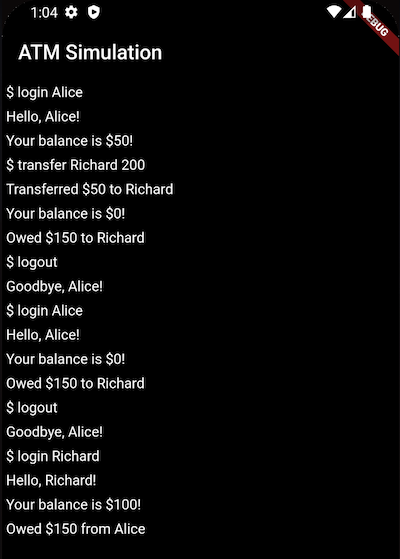 1:04
DEBUG
ATM Simulation
$ login Alice
Hello, Alice!
Your balance is $50!
$ transfer Richard 200
Transferred $50 to Richard
Your balance is $0!
Owed $150 to Richard
$ logout
Goodbye, Alice!
$ login Alice
Hello, Alice!
Your balance is $0!
Owed $150 to Richard
$ logout
Goodbye, Alice!
$ login Richard
Hello, Richard!
Your balance is $100!
Owed $150 from Alice